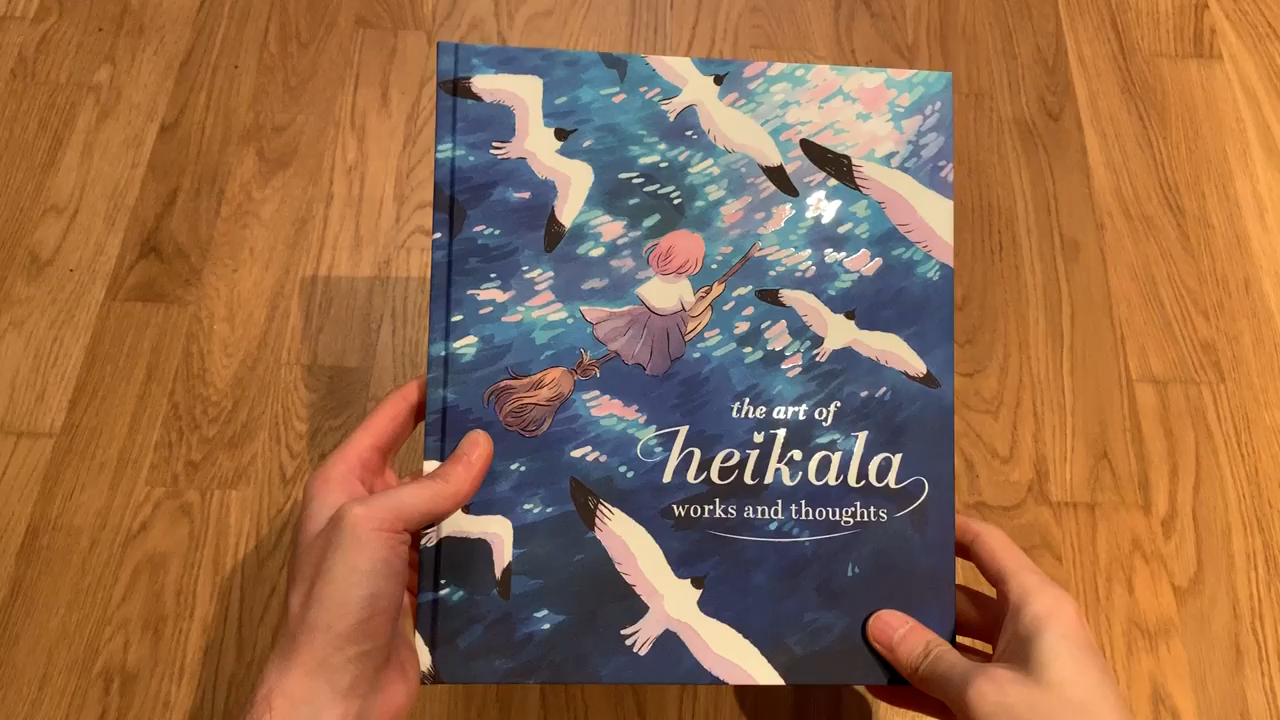 the art of
heikala
works and thoughts